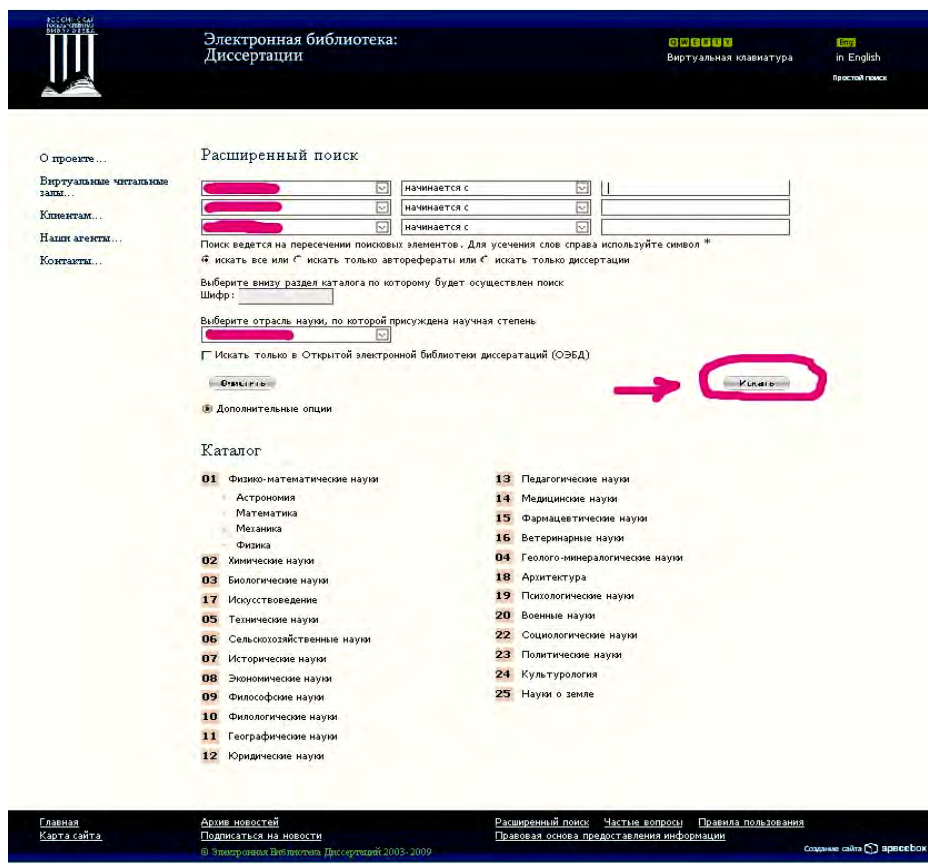 РОССИЙСКАЯ
ГОСУДАРСТВЕННАЯ
БИБЛИОТЕКА
Электронная библиотека:
Диссертации
QWERTY
Виртуальная клавиатура
Eng
in English
Простой поиск
О проекте...
Виртуальные читальные
залы...
Клиентам...
Наши агенты...
Контакты...
Расширенный поиск
начинается с
начинается с
начинается с
Поиск ведется на пересечении поисковых элементов. Для усечения слов справа используйте символ *
искать все или искать только авторефераты или искать только диссертации
Выберите внизу раздел каталога по которому будет осуществлен поиск
Шифр:
Выберите отрасль науки, по которой присуждена научная степень
Искать только в Открытой электронной библиотеки диссератаций (ОЭБД)
Очистить
Искать
Дополнительные опции
Каталог
01 Физико-математические науки
Астрономия
Математика
Механика
Физика
02 Химические науки
03 Биологические науки
17 Искусствоведение
05 Технические науки
06 Сельскохозяйственные науки
07 Исторические науки
08 Экономические науки
09 Философские науки
10 Филологические науки
11 Географические науки
12 Юридические науки
13 Педагогические науки
14 Медицинские науки
15 Фармацевтические науки
16 Ветеринарные науки
04 Геолого-минералогические науки
18 Архитектура
19 Психологические науки
20 Военные науки
22 Социологические науки
23 Политические науки
24 Культурология
25 Науки о земле
Главная
Карта сайта
Архив новостей
Подписаться на новости
© Электронная Библиотека Диссертаций 2003-2009
Расширенный поиск Частые вопросы Правила пользования
Правовая основа предоставления информации
Создание сайта specebox